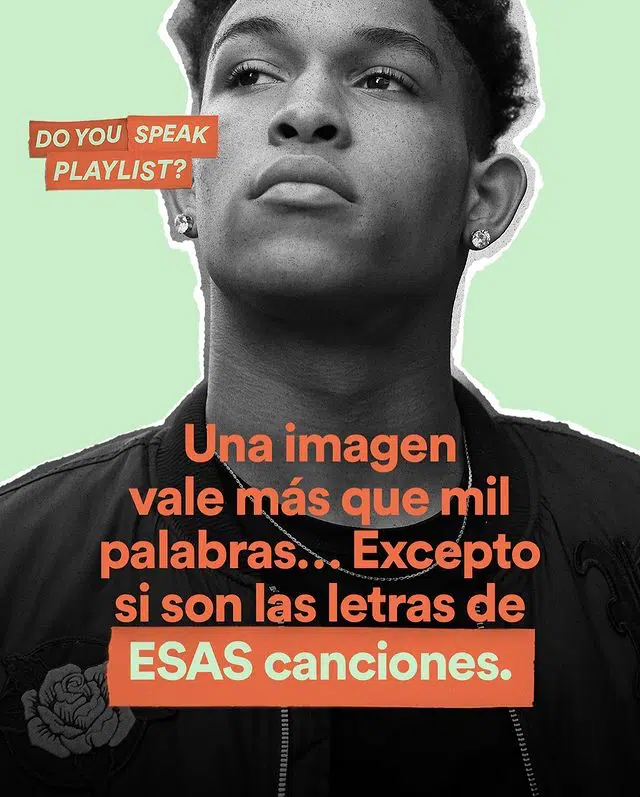 DO YOU SPEAK
PLAYLIST?
Una imagen
vale más que mil
palabras... Excepto
si son las letras de
ESAS canciones.